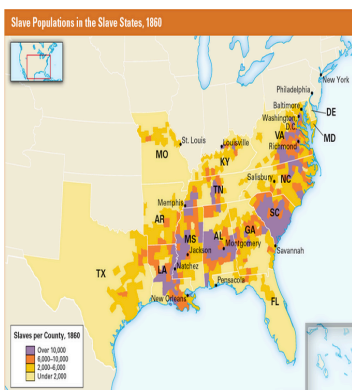 Slave Populations in the Slave States, 1860
New York
Philadelphia
Baltimore
DE
Washington,
D.C.
MD
VA
Richmond
St. Louis
Louisville
MO
KY
Salisbury
NC
TN
Memphis
SC
AR
MS
AL
GA
Montgomery
Jackson
Savannah
TX
LA
Natchez
Pensacola
New Orleans
FL
Slaves per County, 1860
Over 10,000
6,000–10,000
2,000–6,000
Under 2,000